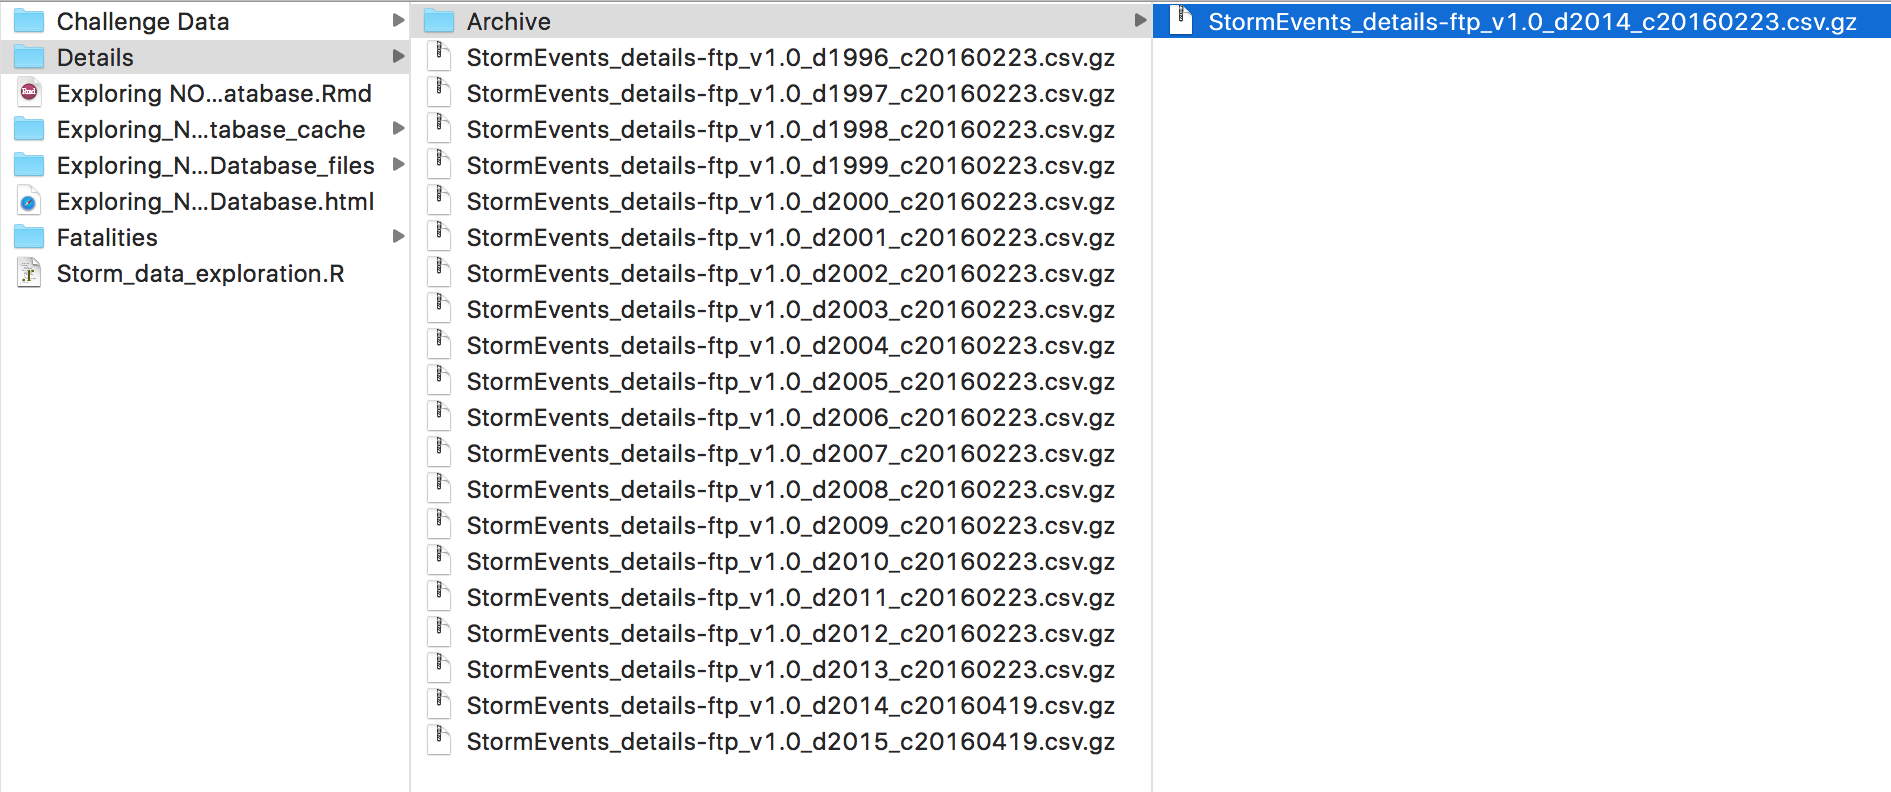 Challenge Data
Details
Exploring NO...atabase.Rmd
Exploring_N...tabase_cache
Exploring_N...Database_files
Exploring_N...Database.html
Fatalities
Storm_data_exploration.R
Archive
StormEvents_details-ftp_v1.0_d1996_c20160223.csv.gz
StormEvents_details-ftp_v1.0_d1997_c20160223.csv.gz
StormEvents_details-ftp_v1.0_d1998_c20160223.csv.gz
StormEvents_details-ftp_v1.0_d1999_c20160223.csv.gz
StormEvents_details-ftp_v1.0_d2000_c20160223.csv.gz
StormEvents_details-ftp_v1.0_d2001_c20160223.csv.gz
StormEvents_details-ftp_v1.0_d2002_c20160223.csv.gz
StormEvents_details-ftp_v1.0_d2003_c20160223.csv.gz
StormEvents_details-ftp_v1.0_d2004_c20160223.csv.gz
StormEvents_details-ftp_v1.0_d2005_c20160223.csv.gz
StormEvents_details-ftp_v1.0_d2006_c20160223.csv.gz
StormEvents_details-ftp_v1.0_d2007_c20160223.csv.gz
StormEvents_details-ftp_v1.0_d2008_c20160223.csv.gz
StormEvents_details-ftp_v1.0_d2009_c20160223.csv.gz
StormEvents_details-ftp_v1.0_d2010_c20160223.csv.gz
StormEvents_details-ftp_v1.0_d2011_c20160223.csv.gz
StormEvents_details-ftp_v1.0_d2012_c20160223.csv.gz
StormEvents_details-ftp_v1.0_d2013_c20160223.csv.gz
StormEvents_details-ftp_v1.0_d2014_c20160419.csv.gz
StormEvents_details-ftp_v1.0_d2015_c20160419.csv.gz
StormEvents_details-ftp_v1.0_d2014_c20160223.csv.gz